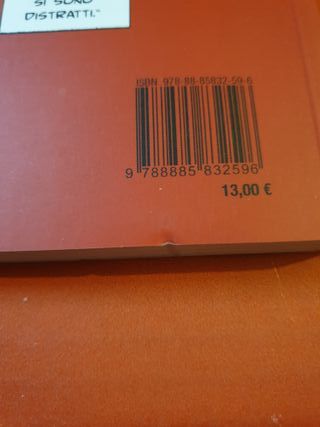 SI SONO
DISTRATTI."
ISBN 978-88-85832-59-6
9 788885 832596
13,00 €